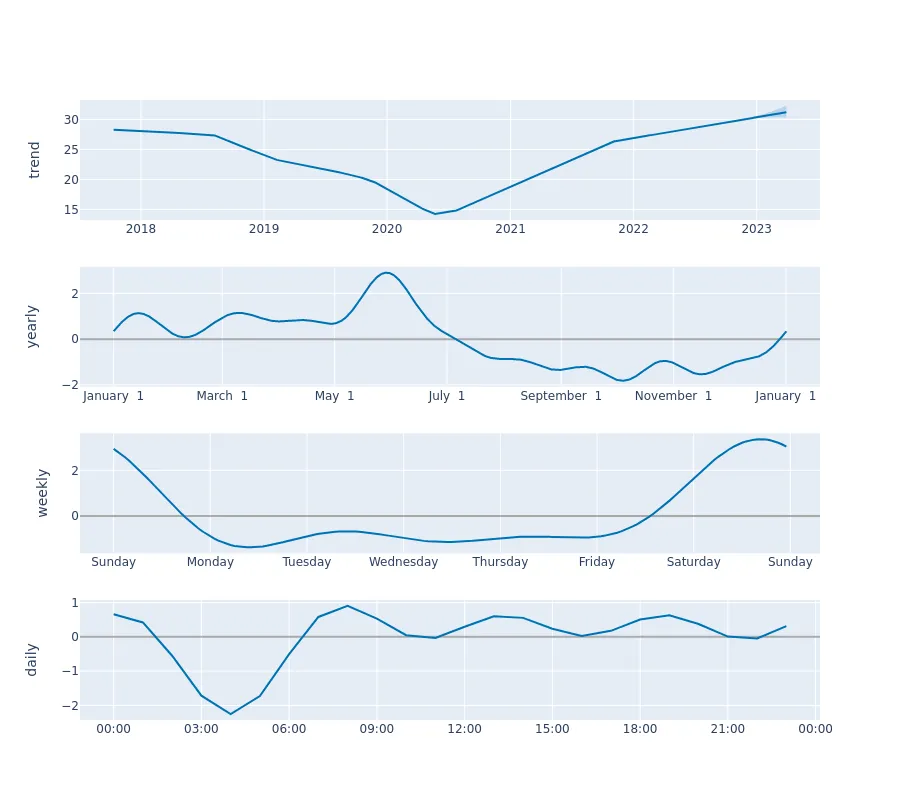 trend
30
25
20
15
2018 2019 2020 2021 2022 2023
yearly
2
0
−2
January 1 March 1 May 1 July 1 September 1 November 1 January 1
weekly
2
0
Sunday Monday Tuesday Wednesday Thursday Friday Saturday Sunday
daily
1
0
−1
−2
00:00 03:00 06:00 09:00 12:00 15:00 18:00 21:00 00:00